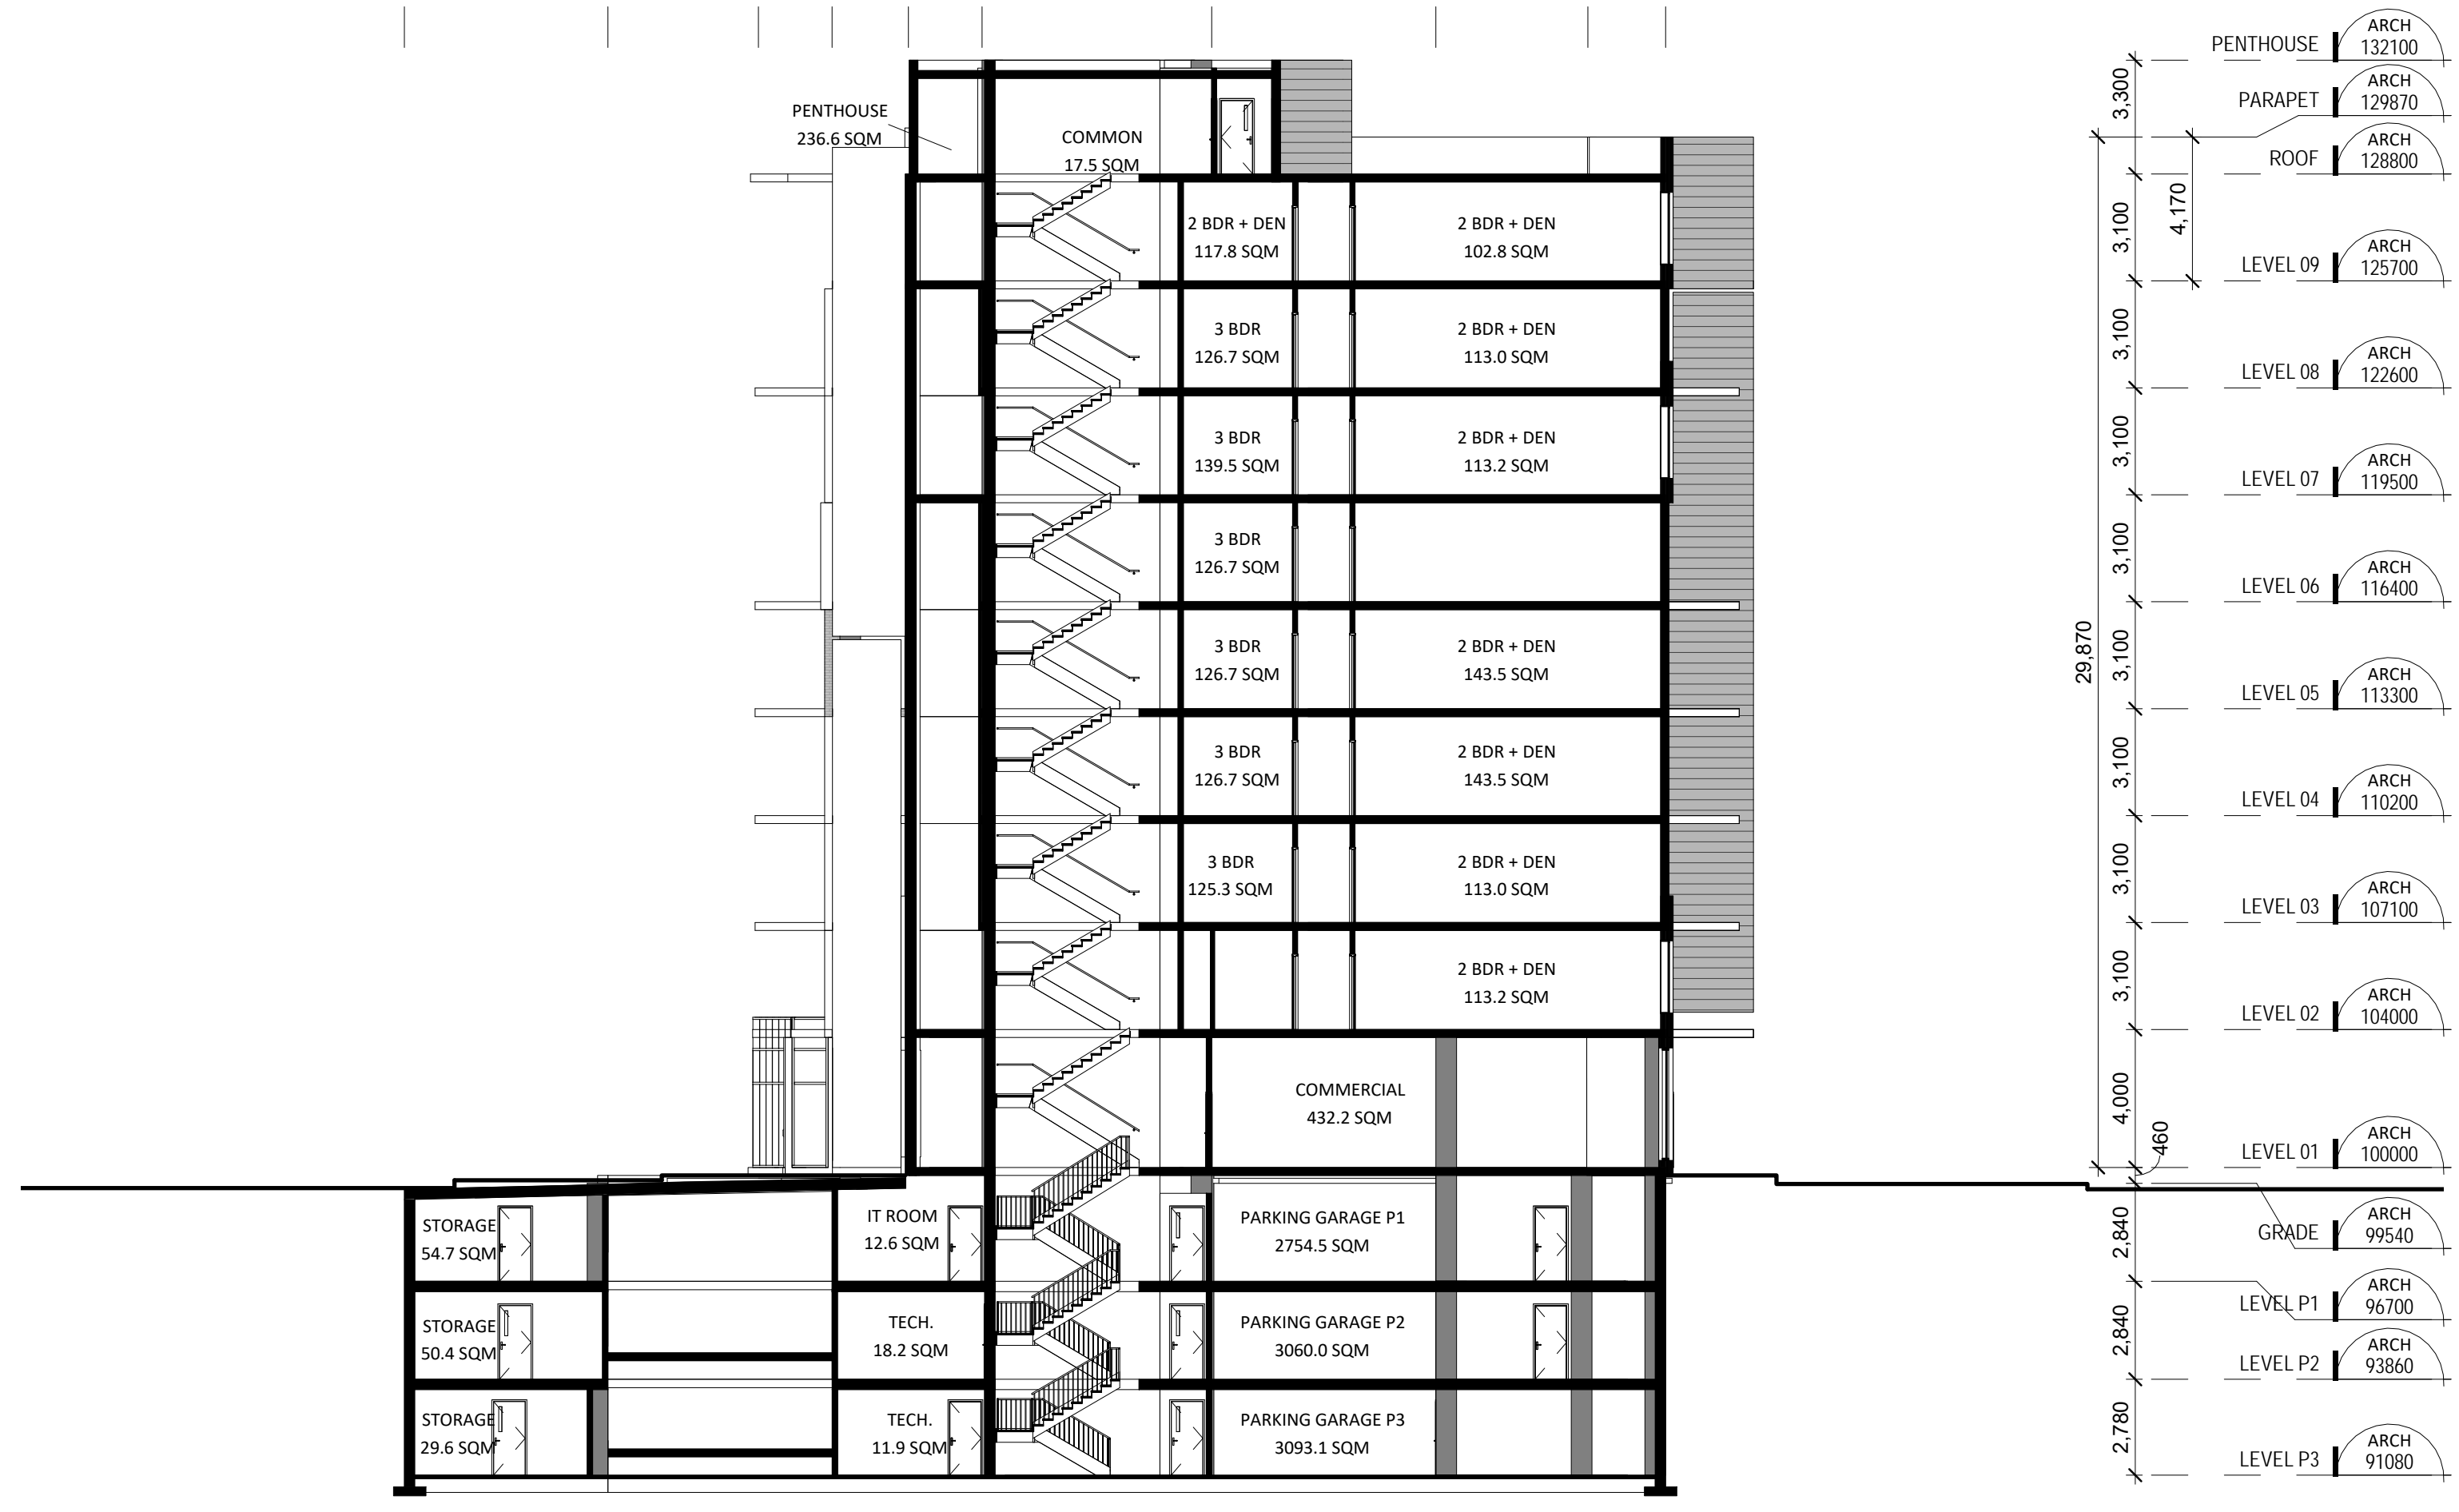 PENTHOUSE
236.6 SQM
COMMON
17.5 SQM
2 BDR + DEN
117.8 SQM
2 BDR + DEN
102.8 SQM
3 BDR
126.7 SQM
2 BDR + DEN
113.0 SQM
3 BDR
139.5 SQM
2 BDR + DEN
113.2 SQM
3 BDR
126.7 SQM
3 BDR
126.7 SQM
2 BDR + DEN
143.5 SQM
3 BDR
126.7 SQM
2 BDR + DEN
143.5 SQM
3 BDR
125.3 SQM
2 BDR + DEN
113.0 SQM
2 BDR + DEN
113.2 SQM
COMMERCIAL
432.2 SQM
STORAGE
54.7 SQM
IT ROOM
12.6 SQM
PARKING GARAGE P1
2754.5 SQM
STORAGE
50.4 SQM
TECH.
18.2 SQM
PARKING GARAGE P2
3060.0 SQM
STORAGE
29.6 SQM
TECH.
11.9 SQM
PARKING GARAGE P3
3093.1 SQM
29,870
3,300
3,100
3,100
3,100
3,100
3,100
3,100
3,100
3,100
4,000
2,840
2,840
2,780
4,170
460
PENTHOUSE
ARCH
132100
PARAPET
ARCH
129870
ROOF
ARCH
128800
LEVEL 09
ARCH
125700
LEVEL 08
ARCH
122600
LEVEL 07
ARCH
119500
LEVEL 06
ARCH
116400
LEVEL 05
ARCH
113300
LEVEL 04
ARCH
110200
LEVEL 03
ARCH
107100
LEVEL 02
ARCH
104000
LEVEL 01
ARCH
100000
GRADE
ARCH
99540
LEVEL P1
ARCH
96700
LEVEL P2
ARCH
93860
LEVEL P3
ARCH
91080